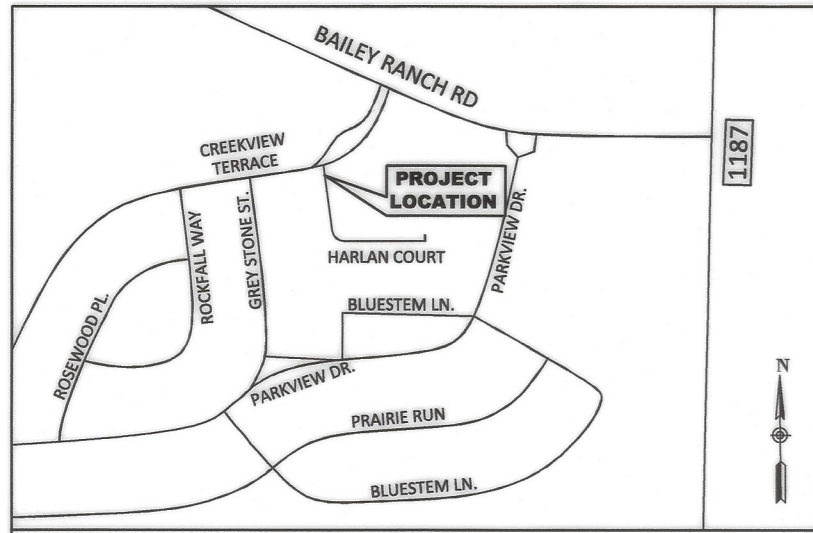 BAILEY RANCH RD
1187
CREEKVIEW
TERRACE
PROJECT
LOCATION
ROCKFALL WAY
GREY STONE ST.
PARKVIEW DR.
HARLAN COURT
ROSEWOOD PL.
BLUESTEM LN.
PARKVIEW DR.
PRAIRIE RUN
BLUESTEM LN.
N